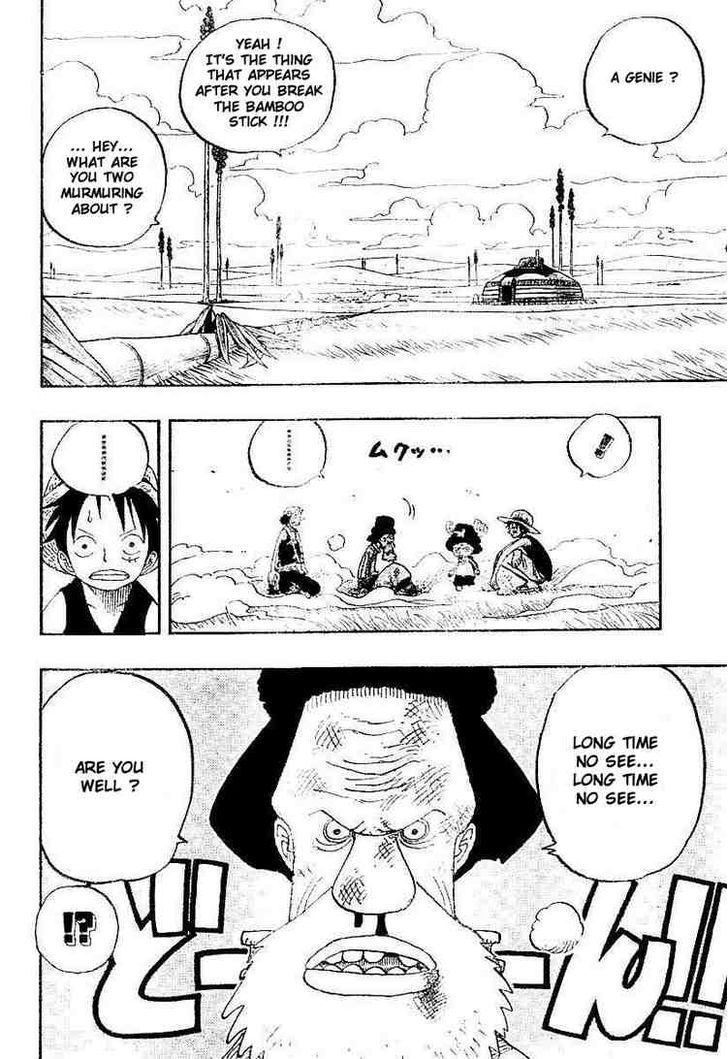 A GENIE ?
YEAH !
IT'S THE THING
THAT APPEARS
AFTER YOU BREAK
THE BAMBOO
STICK !!!
... HEY...
WHAT ARE
YOU TWO
MURMURING
ABOUT ?
!!
ムクッ…
.........
.........
LONG TIME
NO SEE...
LONG TIME
NO SEE...
ARE YOU
WELL ?
!?
どーん!!